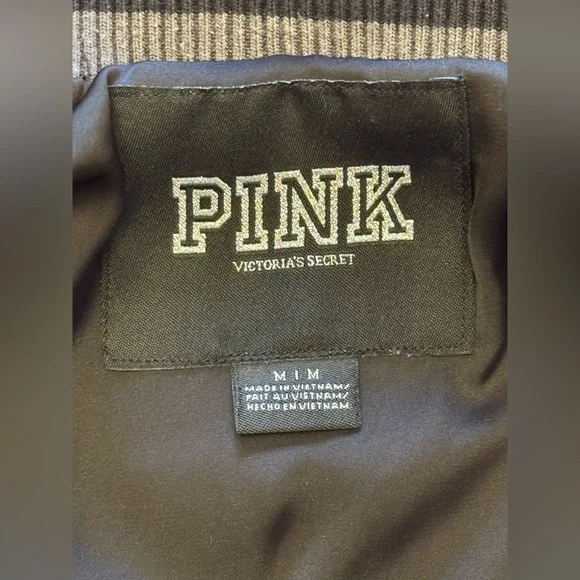 PINK
VICTORIA'S SECRET
M I M
MADE IN VIETNAM/
FAIT AU VIETNAM/
HECHO EN VIETNAM